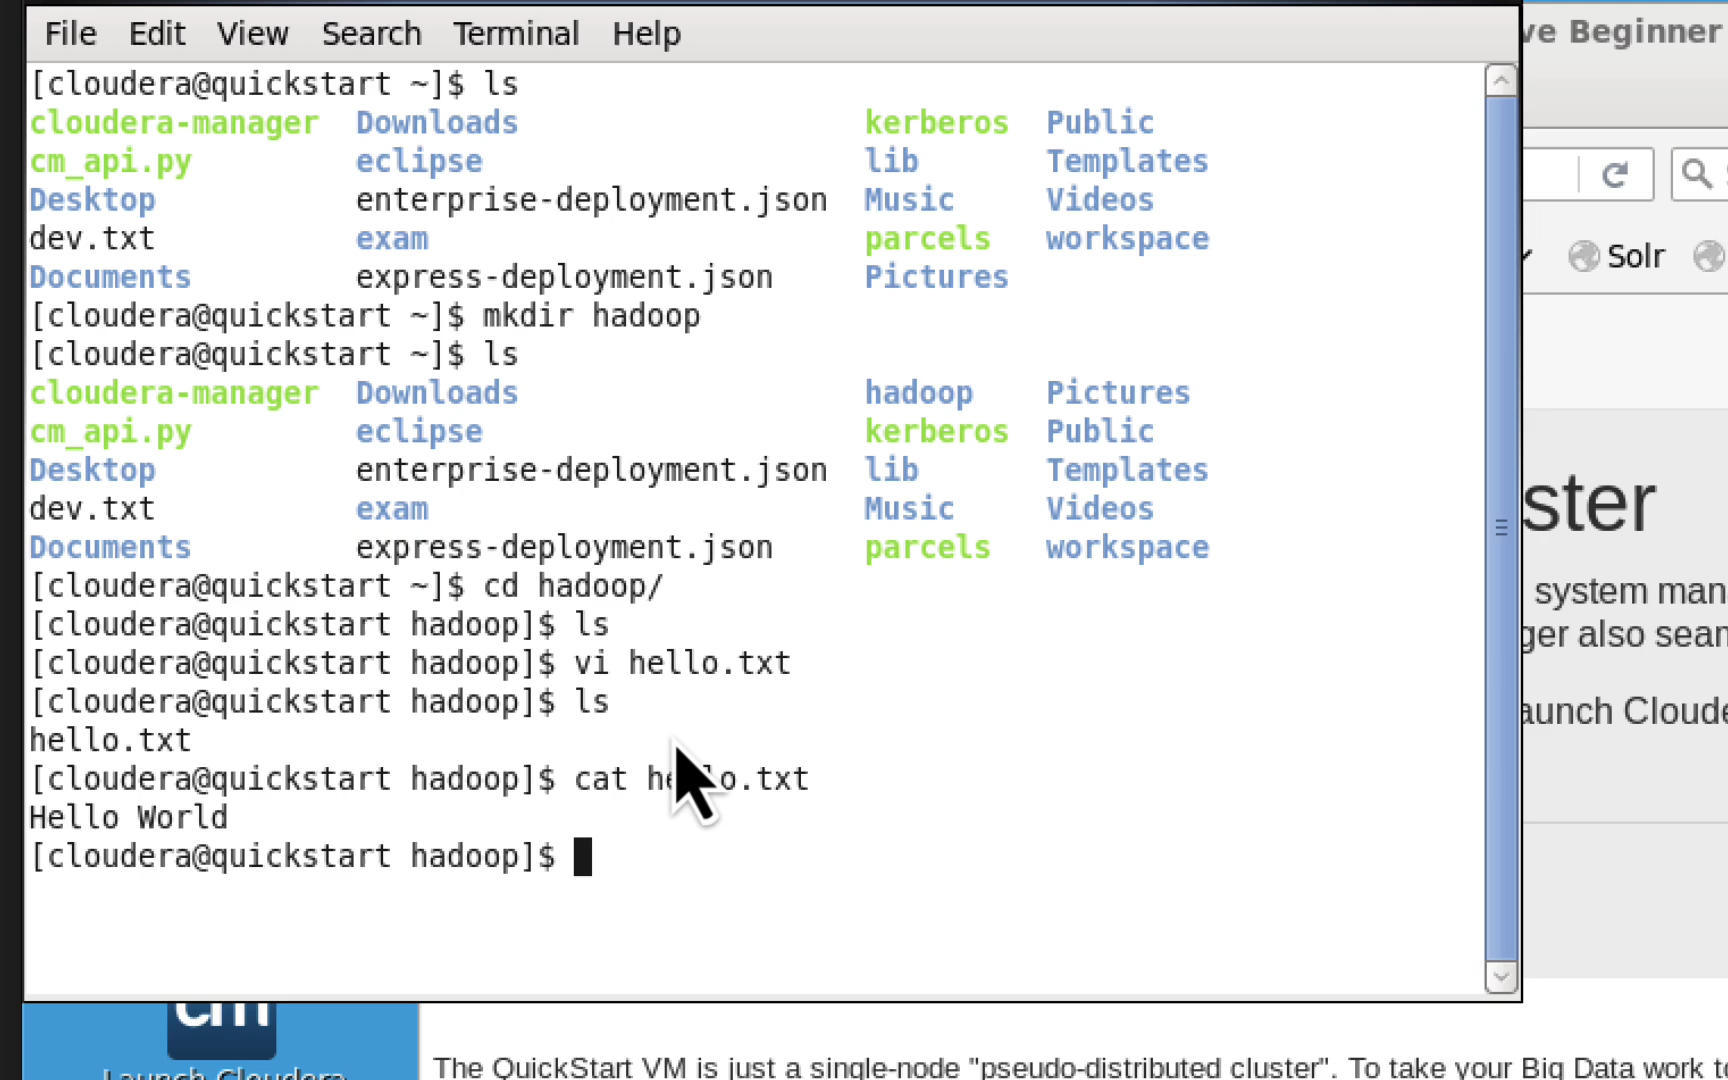 File Edit View Search Terminal Help
[cloudera@quickstart ~]$ ls
cloudera-manager Downloads kerberos Public
cm_api.py eclipse lib Templates
Desktop enterprise-deployment.json Music Videos
dev.txt exam parcels workspace
Documents express-deployment.json Pictures
[cloudera@quickstart ~]$ mkdir hadoop
[cloudera@quickstart ~]$ ls
cloudera-manager Downloads hadoop Pictures
cm_api.py eclipse kerberos Public
Desktop enterprise-deployment.json lib Templates
dev.txt exam Music Videos
Documents express-deployment.json parcels workspace
[cloudera@quickstart ~]$ cd hadoop/
[cloudera@quickstart hadoop]$ ls
[cloudera@quickstart hadoop]$ vi hello.txt
[cloudera@quickstart hadoop]$ ls
hello.txt
[cloudera@quickstart hadoop]$ cat hello.txt
Hello World
[cloudera@quickstart hadoop]$
ve Beginner
Solr
ster
system man
ger also sear
aunch Cloude
cm
Launch Cloudera
The QuickStart VM is just a single-node "pseudo-distributed cluster". To take your Big Data work to